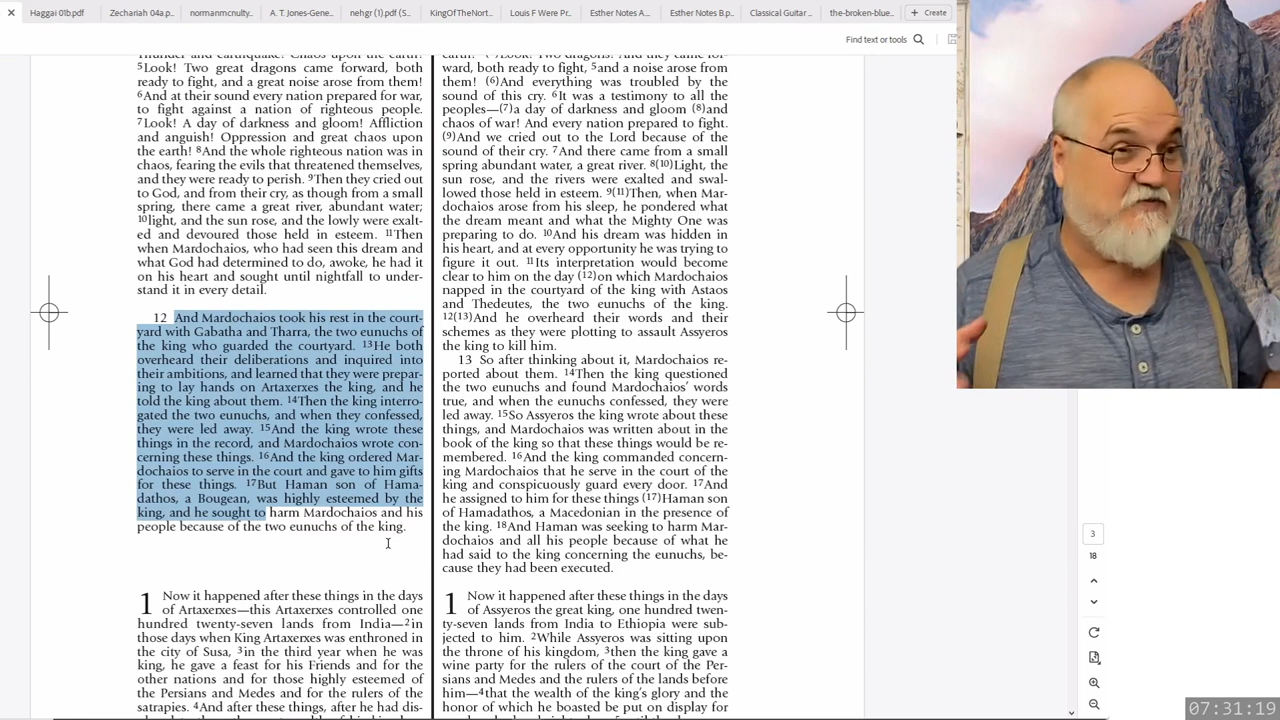 Haggai 01b.pdf
Zechariah 04a.p...
normanmcnulty...
A. T. Jones-Gene...
nehgr (1).pdf (S...
KingOfTheNort...
Louis F Were Pr...
Esther Notes A...
Esther Notes B.p...
Classical Guitar ...
the-broken-blue...
+ Create
Find text or tools
5Look! Two great dragons came forward, both
ready to fight, and a great noise arose from them!
6And at their sound every nation prepared for war,
to fight against a nation of righteous people.
7Look! A day of darkness and gloom! Affliction
and anguish! Oppression and great chaos upon
the earth! 8And the whole righteous nation was in
chaos, fearing the evils that threatened themselves,
and they were ready to perish. 9Then they cried out
to God, and from their cry, as though from a small
spring, there came a great river, abundant water;
10light, and the sun rose, and the lowly were exalt-
ed and devoured those held in esteem. 11Then
when Mardochaios, who had seen this dream and
what God had determined to do, awoke, he had it
on his heart and sought until nightfall to under-
stand it in every detail.
12 And Mardochaios took his rest in the court-
yard with Gabatha and Tharra, the two eunuchs of
the king who guarded the courtyard. 13He both
overheard their deliberations and inquired into
their ambitions, and learned that they were prepar-
ing to lay hands on Artaxerxes the king, and he
told the king about them. 14Then the king interro-
gated the two eunuchs, and when they confessed,
they were led away. 15And the king wrote these
things in the record, and Mardochaios wrote con-
cerning these things. 16And the king ordered Mar-
dochaios to serve in the court and gave to him gifts
for these things. 17But Haman son of Hama-
dathos, a Bougean, was highly esteemed by the
king, and he sought to harm Mardochaios and his
people because of the two eunuchs of the king.
1 Now it happened after these things in the days
of Artaxerxes—this Artaxerxes controlled one
hundred twenty-seven lands from India—2in
those days when King Artaxerxes was enthroned in
the city of Susa, 3in the third year when he was
king, he gave a feast for his Friends and for the
other nations and for those highly esteemed of
the Persians and Medes and for the rulers of the
satrapies. 4And after these things, after he had dis-
ward, both ready to fight, 5and a noise arose from
them! (6)And everything was troubled by the
sound of this cry. 6It was a testimony to all the
peoples—(7)a day of darkness and gloom (8)and
chaos of war! And every nation prepared to fight.
(9)And we cried out to the Lord because of the
sound of their cry. 7And there came from a small
spring abundant water, a great river. 8(10)Light, the
sun rose, and the rivers were exalted and swal-
lowed those held in esteem. 9(11)Then, when Mar-
dochaios arose from his sleep, he pondered what
the dream meant and what the Mighty One was
preparing to do. 10And his dream was hidden in
his heart, and at every opportunity he was trying to
figure it out. 11Its interpretation would become
clear to him on the day (12)on which Mardochaios
napped in the courtyard of the king with Astaos
and Thedeutes, the two eunuchs of the king.
12(13)And he overheard their words and their
schemes as they were plotting to assault Assyeros
the king to kill him.
13 So after thinking about it, Mardochaios re-
ported about them. 14Then the king questioned
the two eunuchs and found Mardochaios' words
true, and when the eunuchs confessed, they were
led away. 15So Assyeros the king wrote about these
things, and Mardochaios was written about in the
book of the king so that these things would be re-
membered. 16And the king commanded concern-
ing Mardochaios that he serve in the court of the
king and conspicuously guard every door. 17And
he assigned to him for these things (17)Haman son
of Hamadathos, a Macedonian in the presence of
the king. 18And Haman was seeking to harm Mar-
dochaios and all his people because of what he
had said to the king concerning the eunuchs, be-
cause they had been executed.
1 Now it happened after these things in the days
of Assyeros the great king, one hundred twen-
ty-seven lands from India to Ethiopia were sub-
jected to him. 2While Assyeros was sitting upon
the throne of his kingdom, 3then the king gave a
wine party for the rulers of the court of the Per-
sians and Medes and the rulers of the lands before
him—4that the wealth of the king's glory and the
honor of which he boasted be put on display for
3
18
07:31:19